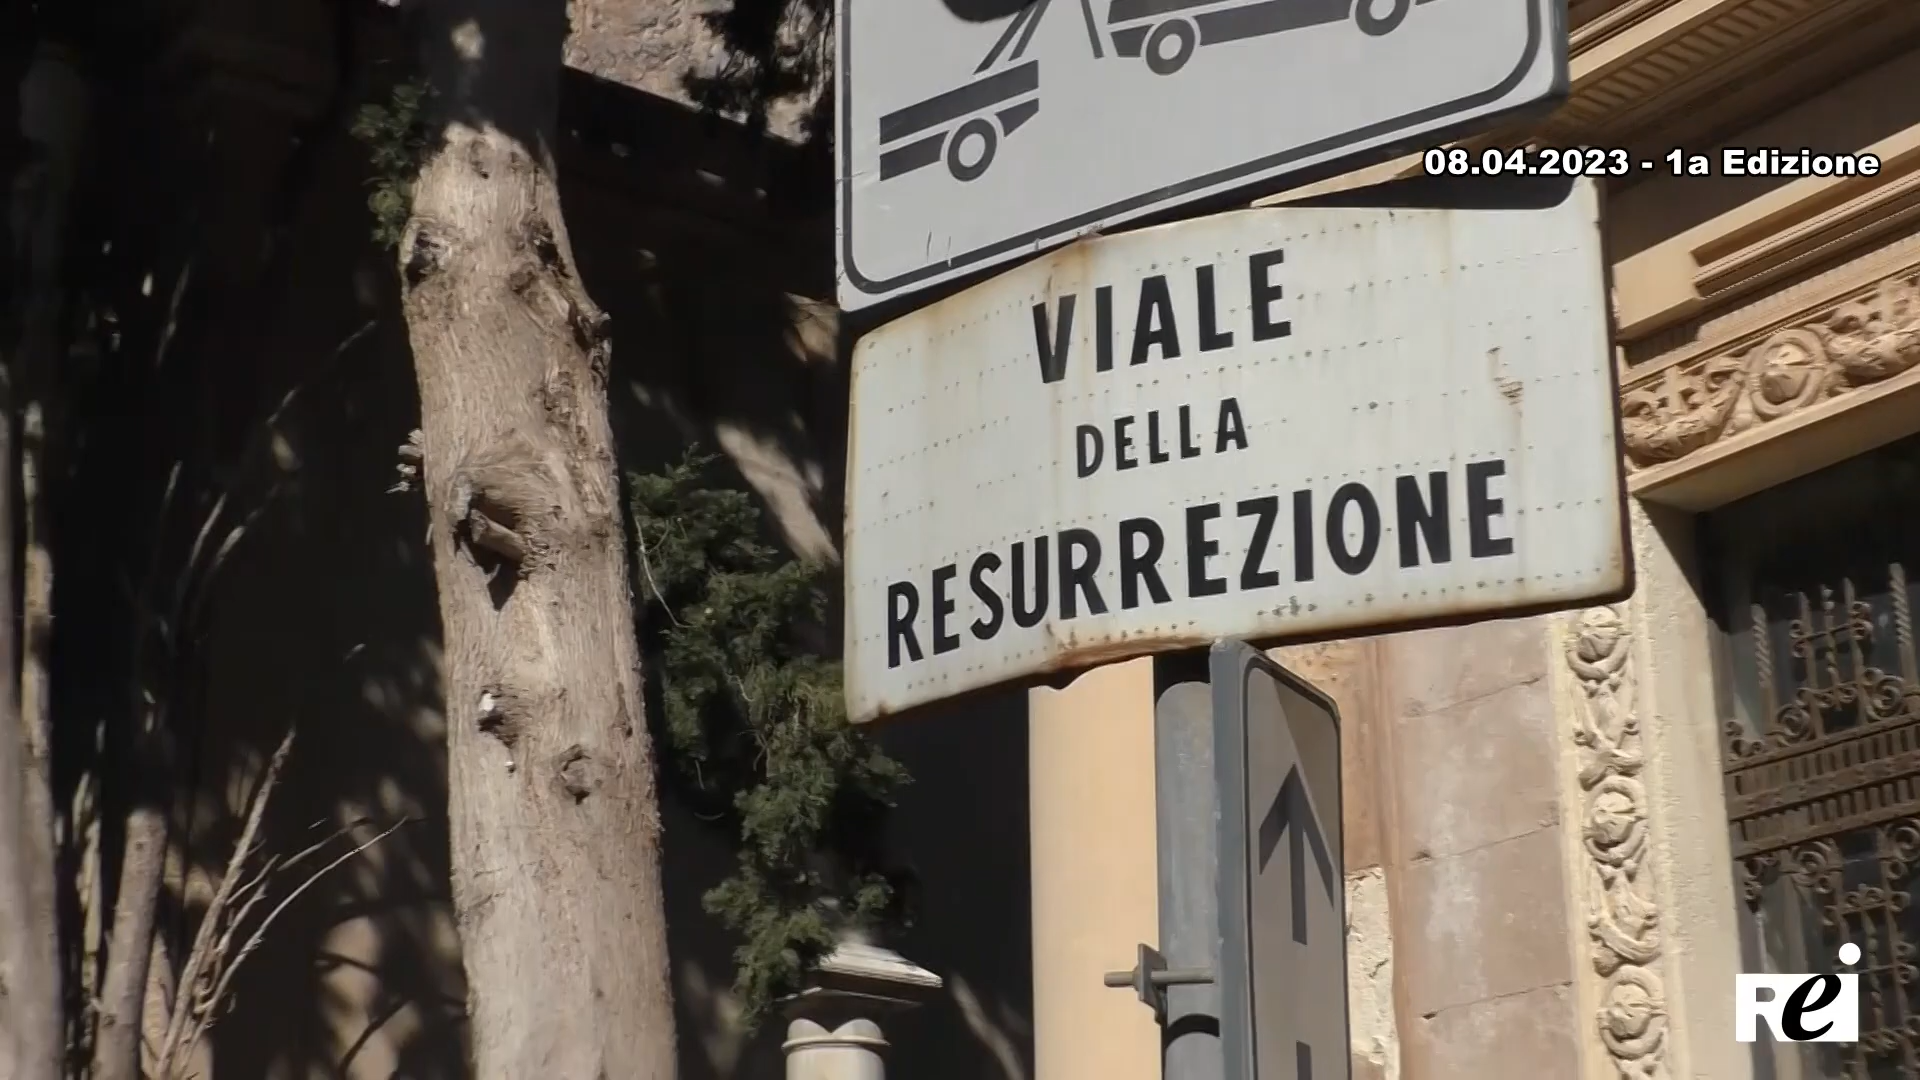 08.04.2023 - 1a Edizione
VIALE
DELLA
RESURREZIONE
Rei